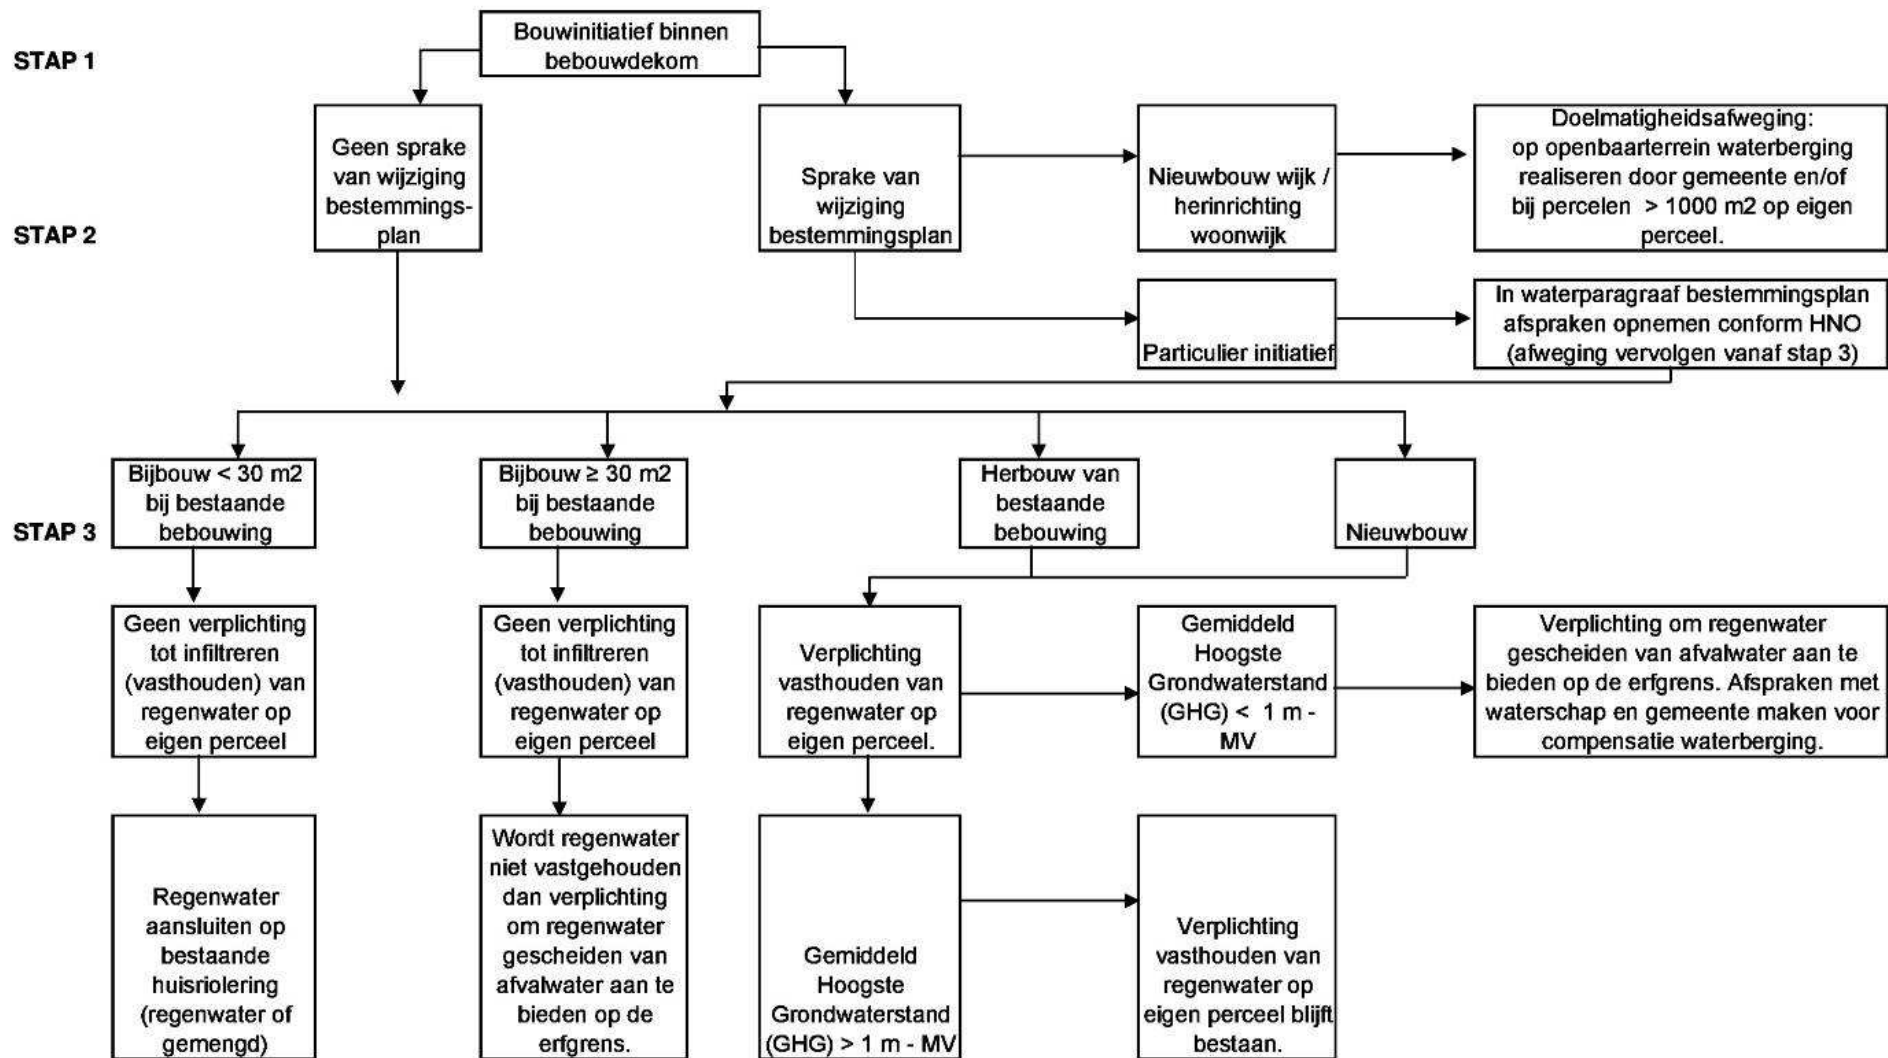 STAP 1
Bouwinitiatief binnen
bebouwdekom
Geen sprake
van wijziging
bestemmings-
plan
Sprake van
wijziging
bestemmingsplan
Nieuwbouw wijk /
herinrichting
woonwijk
Doelmatigheidsafweging:
op openbaarterrein waterberging
realiseren door gemeente en/of
bij percelen > 1000 m2 op eigen
perceel.
STAP 2
Particulier initiatief
In waterparagraaf bestemmingsplan
afspraken opnemen conform HNO
(afweging vervolgen vanaf stap 3)
STAP 3
Bijbouw < 30 m2
bij bestaande
bebouwing
Bijbouw ≥ 30 m2
bij bestaande
bebouwing
Herbouw van
bestaande
bebouwing
Nieuwbouw
Geen verplichting
tot infiltreren
(vasthouden) van
regenwater op
eigen perceel
Geen verplichting
tot infiltreren
(vasthouden) van
regenwater op
eigen perceel
Verplichting
vasthouden van
regenwater op
eigen perceel.
Gemiddeld
Hoogste
Grondwaterstand
(GHG) < 1 m -
MV
Verplichting om regenwater
gescheiden van afvalwater aan te
bieden op de erfgrens. Afspraken met
waterschap en gemeente maken voor
compensatie waterberging.
Regenwater
aansluiten op
bestaande
huisriolering
(regenwater of
gemengd)
Wordt regenwater
niet vastgehouden
dan verplichting
om regenwater
gescheiden van
afvalwater aan te
bieden op de
erfgrens.
Gemiddeld
Hoogste
Grondwaterstand
(GHG) > 1 m - MV
Verplichting
vasthouden van
regenwater op
eigen perceel blijft
bestaan.